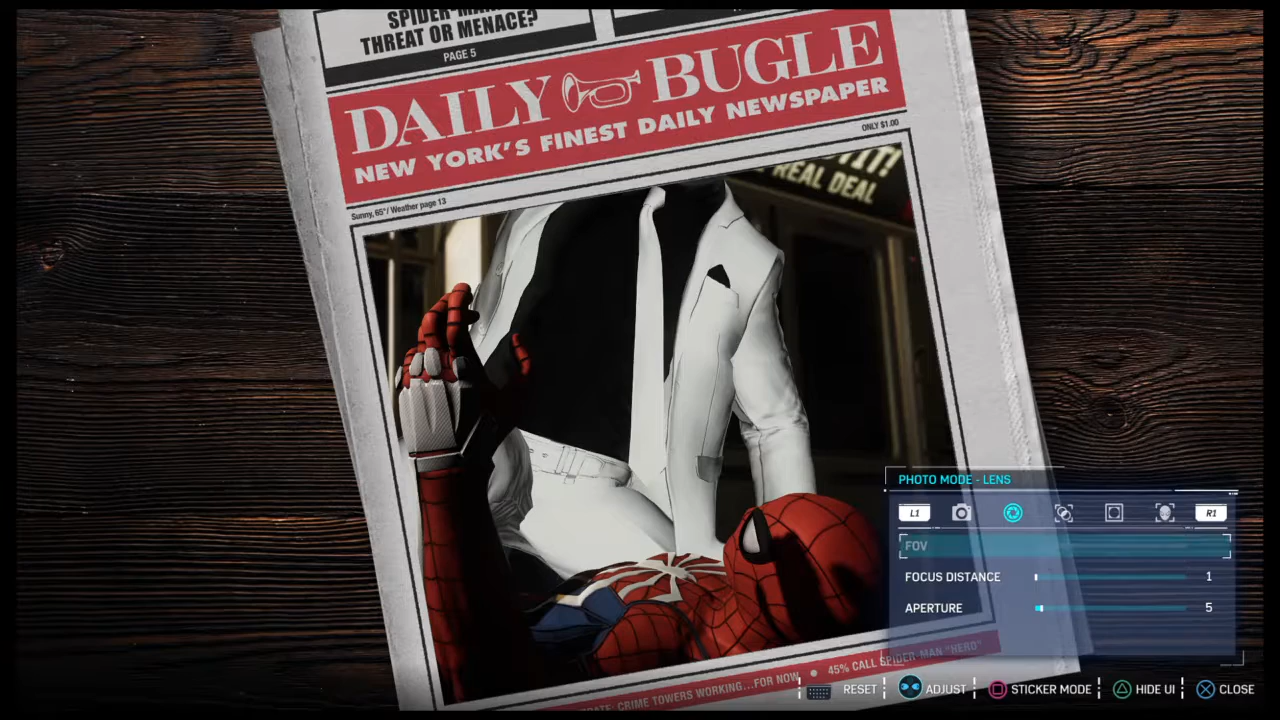 SPIDER-MAN
THREAT OR MENACE?
PAGE 5
DAILY BUGLE
NEW YORK'S FINEST DAILY NEWSPAPER
ONLY $1.00
Sunny, 65°/ Weather page 13
REAL DEAL
PHOTO MODE - LENS
L1 R1
FOV
FOCUS DISTANCE 1
APERTURE 5
CRIME TOWERS WORKING...FOR NOW • 45% CALL SPIDER-MAN "HERO"
RESET ADJUST STICKER MODE HIDE UI CLOSE